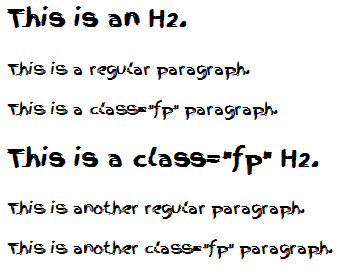 This is an H2.
This is a regular paragraph.
This is a class="fp" paragraph.
This is a class="fp" H2.
This is another regular paragraph.
This is another class="fp" paragraph.